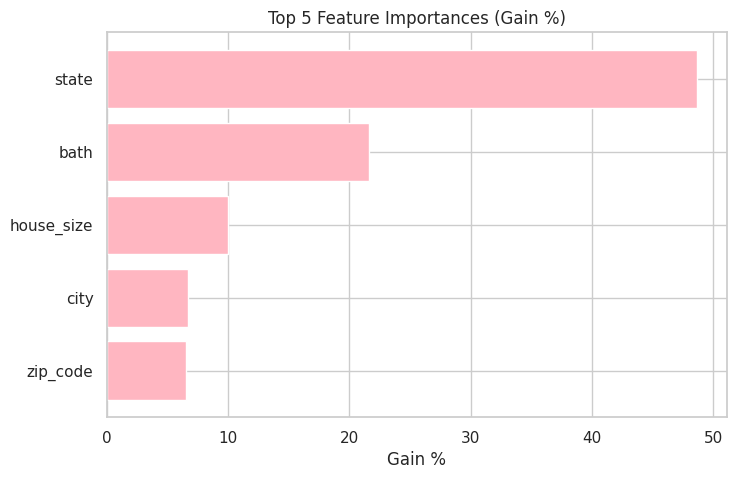 Top 5 Feature Importances (Gain %)
state
bath
house_size
city
zip_code
0 10 20 30 40 50
Gain %